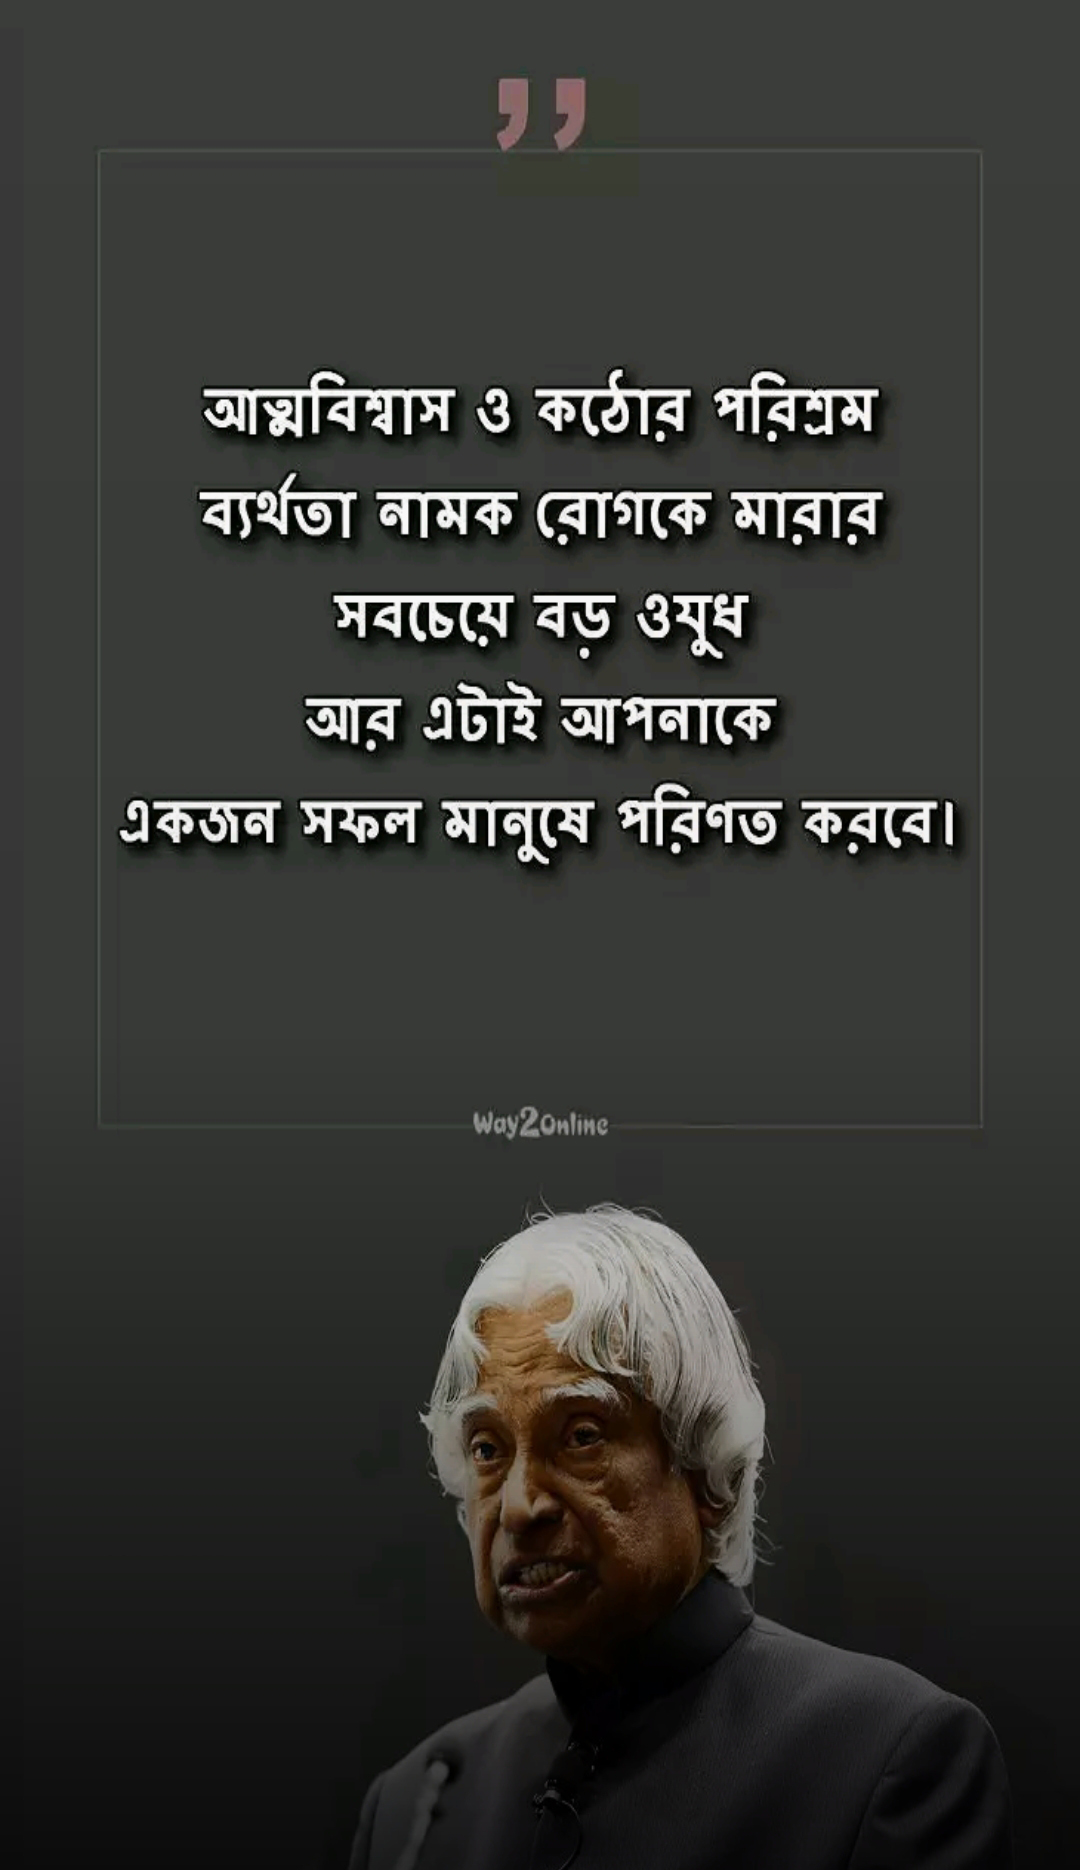 আত্মবিশ্বাস ও কঠোর পরিশ্রম
ব্যর্থতা নামক রোগকে মারার
সবচেয়ে বড় ওযুধ
আর এটাই আপনাকে
একজন সফল মানুষে পরিণত করবে।
Way2Online